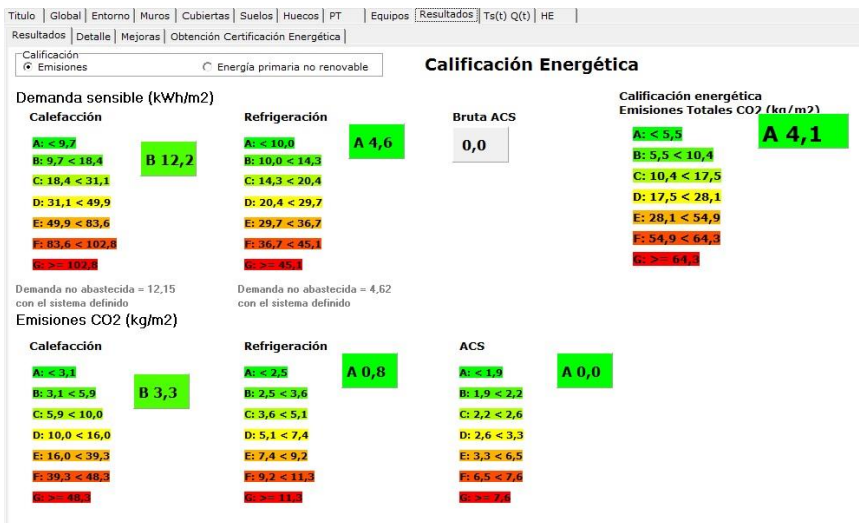 Titulo Global Entorno Muros Cubiertas Suelos Huecos PT Equipos Resultados Ts(t) Q(t) HE
Resultados Detalle Mejoras Obtención Certificación Energética
Calificación
Emisiones Energía primaria no renovable
Calificación Energética
Demanda sensible (kWh/m2)
Calefacción
A: < 9,7
B: 9,7 < 18,4
C: 18,4 < 31,1
D: 31,1 < 49,9
E: 49,9 < 83,6
F: 83,6 < 102,8
G: >= 102,8
B 12,2
Demanda no abastecida = 12,15
con el sistema definido
Refrigeración
A: < 10,0
B: 10,0 < 14,3
C: 14,3 < 20,4
D: 20,4 < 29,7
E: 29,7 < 36,7
F: 36,7 < 45,1
G: >= 45,1
A 4,6
Demanda no abastecida = 4,62
con el sistema definido
Bruta ACS
0,0
Calificación energética
Emisiones Totales CO2 (kg/m2)
A: < 5,5
B: 5,5 < 10,4
C: 10,4 < 17,5
D: 17,5 < 28,1
E: 28,1 < 54,9
F: 54,9 < 64,3
G: >= 64,3
A 4,1
Emisiones CO2 (kg/m2)
Calefacción
A: < 3,1
B: 3,1 < 5,9
C: 5,9 < 10,0
D: 10,0 < 16,0
E: 16,0 < 39,3
F: 39,3 < 48,3
G: >= 48,3
B 3,3
Refrigeración
A: < 2,5
B: 2,5 < 3,6
C: 3,6 < 5,1
D: 5,1 < 7,4
E: 7,4 < 9,2
F: 9,2 < 11,3
G: >= 11,3
A 0,8
ACS
A: < 1,9
B: 1,9 < 2,2
C: 2,2 < 2,6
D: 2,6 < 3,3
E: 3,3 < 6,5
F: 6,5 < 7,6
G: >= 7,6
A 0,0